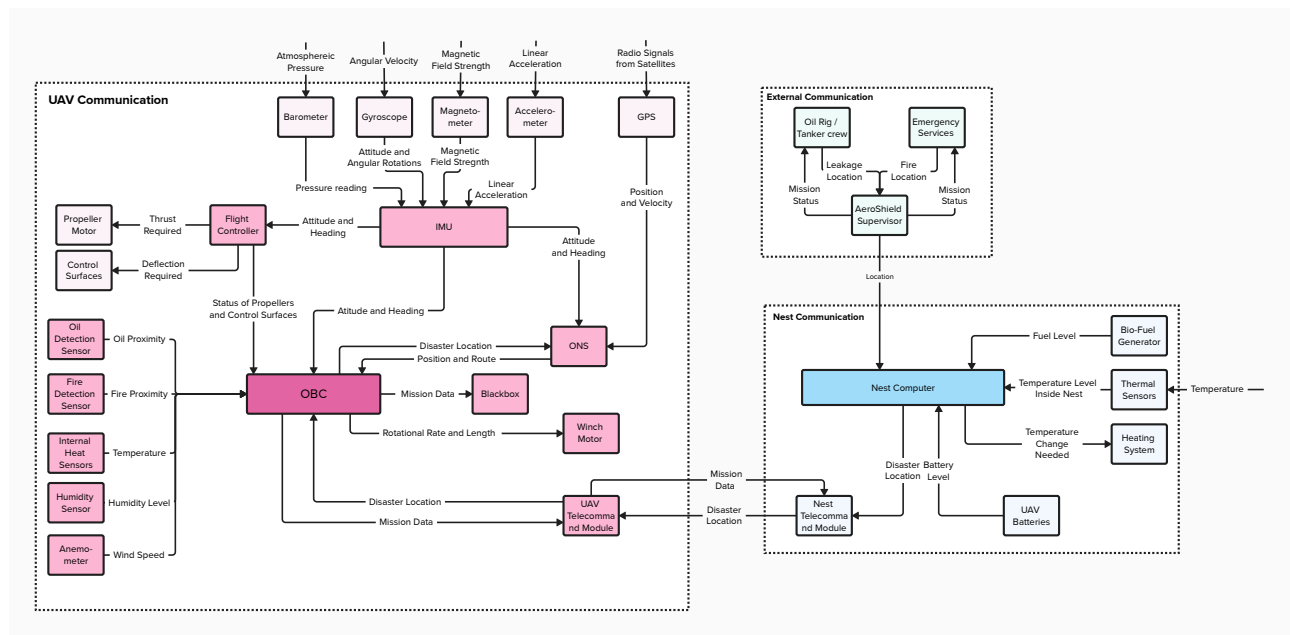 Atmosphereic
Pressure
Angular Velocity
Magnetic
Field Strength
Linear
Acceleration
Radio Signals
from Satellites
UAV Communication
Barometer
Gyroscope
Magneto-
meter
Accelero-
meter
GPS
Attitude and
Angular Rotations
Magnetic
Field Stregnth
Pressure reading
Linear
Acceleration
Position
and Velocity
Propeller
Motor
Thrust
Required
Flight
Controller
Attitude and
Heading
IMU
Attitude
and Heading
Control
Surfaces
Deflection
Required
Status of Propellers
and Control Surfaces
Atitude and Heading
Oil
Detection
Sensor
Oil Proximity
Disaster Location
Position and Route
ONS
Fire
Detection
Sensor
Fire Proximity
OBC
Mission Data
Blackbox
Rotational Rate and Length
Winch
Motor
Internal
Heat
Sensors
Temperature
Humidity
Sensor
Humidity Level
Disaster Location
Mission Data
UAV
Telecomma
nd Module
Anemo-
meter
Wind Speed
Mission
Data
Disaster
Location
External Communication
Oil Rig /
Tanker crew
Emergency
Services
Leakage
Location
Fire
Location
Mission
Status
Mission
Status
AeroShield
Supervisor
Location
Nest Communication
Fuel Level
Bio-Fuel
Generator
Nest Computer
Temperature Level
Inside Nest
Thermal
Sensors
Temperature
Temperature
Change
Needed
Heating
System
Disaster
Location
Battery
Level
Nest
Telecomma
nd Module
UAV
Batteries